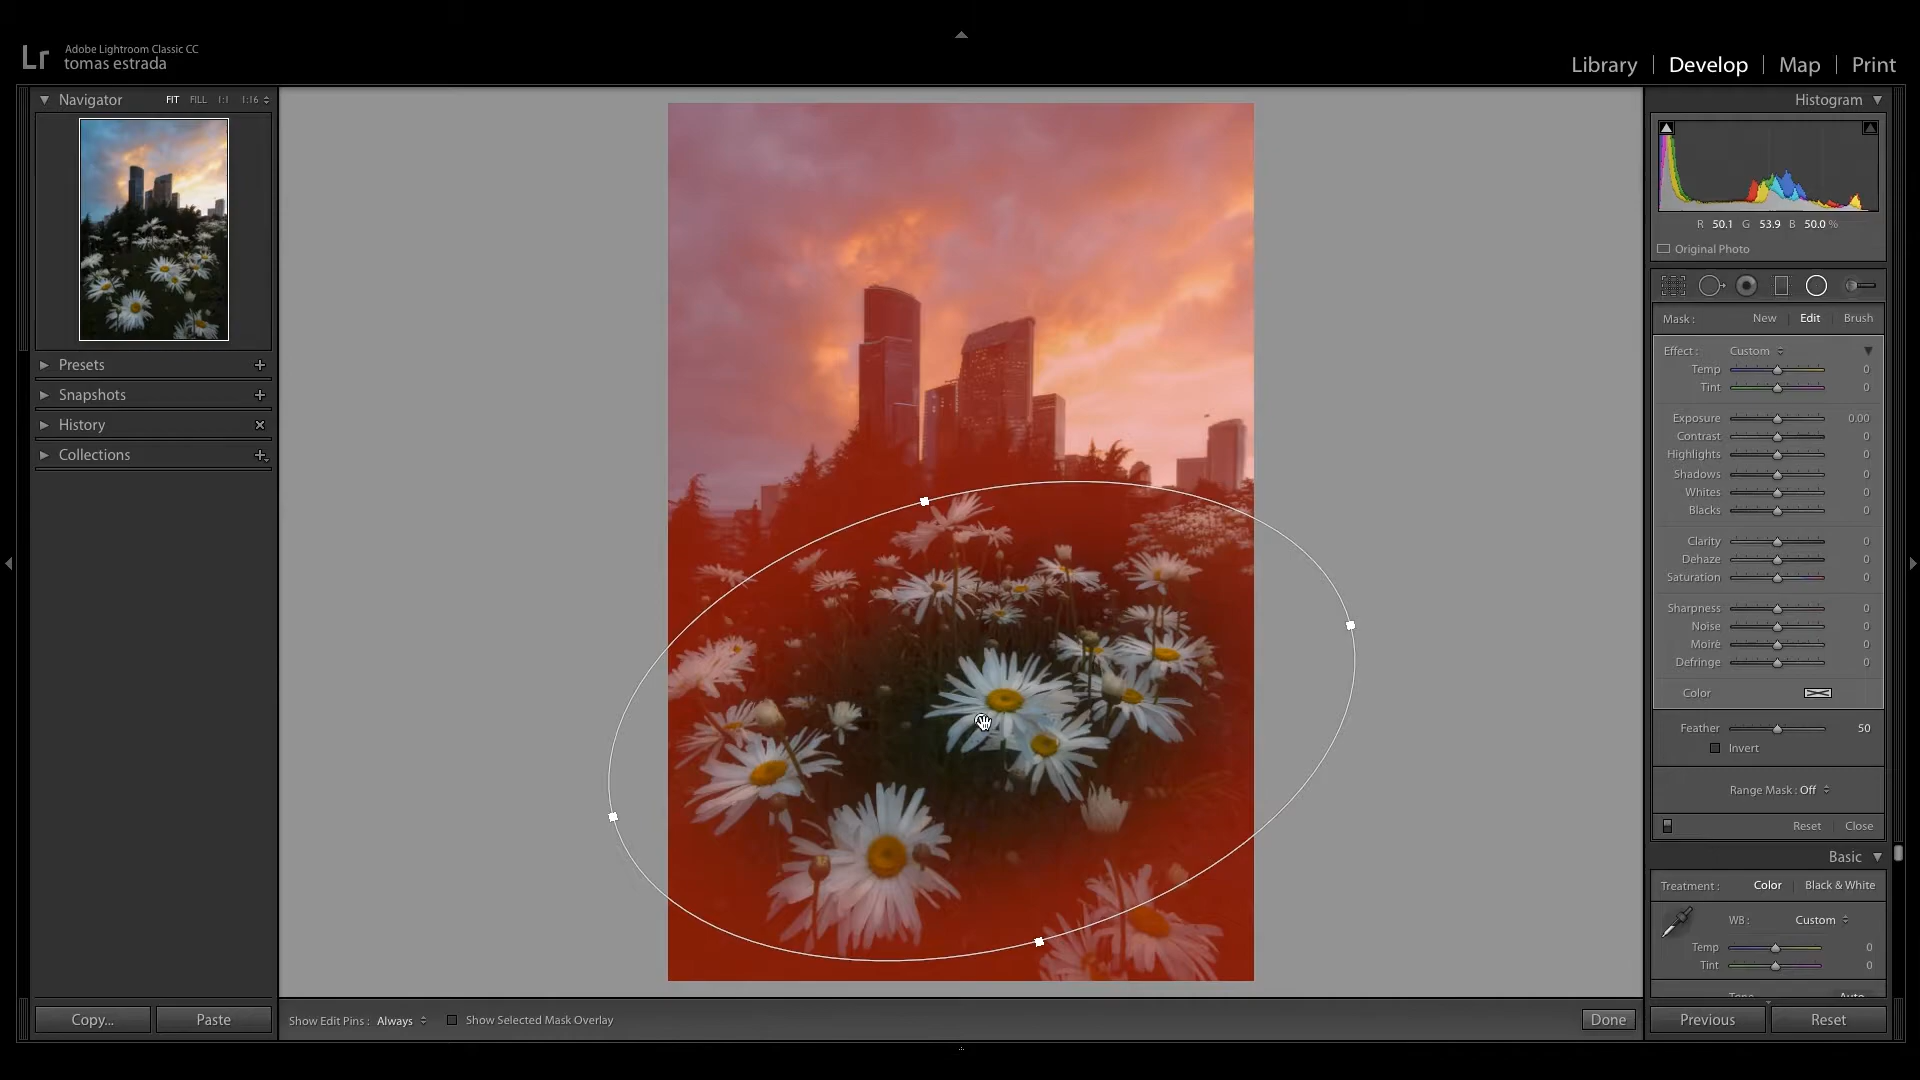 Lr
Adobe Lightroom Classic CC
tomas estrada
Library
Develop
Map
Print
Navigator
FIT FILL 1:1 1:16
Presets
Snapshots
History
Collections
Copy...
Paste
Show Edit Pins : Always
Show Selected Mask Overlay
Done
Histogram
R 50.1 G 53.9 B 50.0 %
Original Photo
Mask : New Edit Brush
Effect : Custom
Temp 0
Tint 0
Exposure 0.00
Contrast 0
Highlights 0
Shadows 0
Whites 0
Blacks 0
Clarity 0
Dehaze 0
Saturation 0
Sharpness 0
Noise 0
Moiré 0
Defringe 0
Color
Feather 50
Invert
Range Mask : Off
Reset Close
Basic
Treatment : Color Black & White
WB : Custom
Temp 0
Tint 0
Tone Auto
Previous
Reset